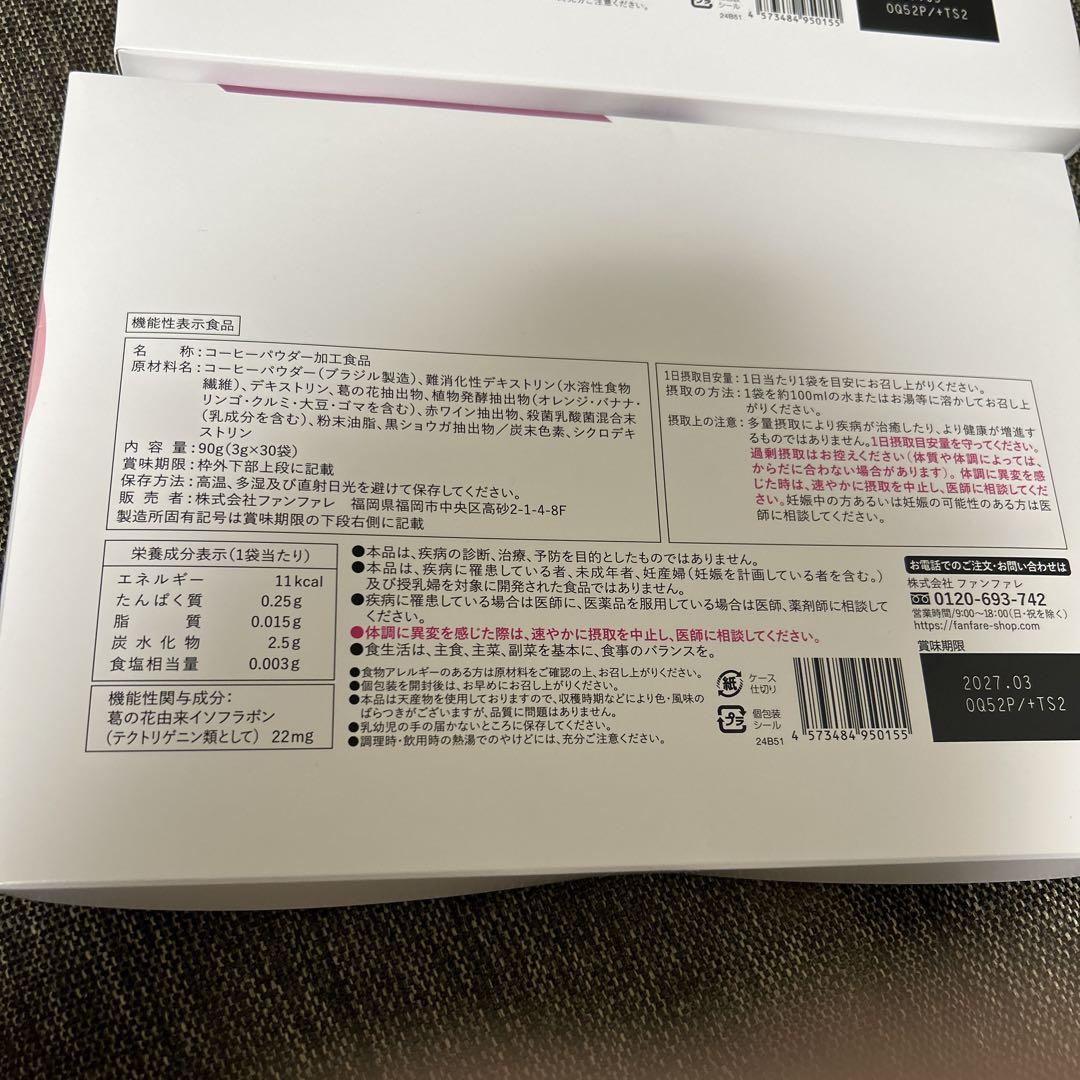 充分ご注意ください。
シール
24B51
4 573484 950155
0Q52P/+TS2
機能性表示食品
名　　称:コーヒーパウダー加工食品
原材料名:コーヒーパウダー(ブラジル製造)、難消化性デキストリン(水溶性食物
繊維)、デキストリン、葛の花抽出物、植物発酵抽出物(オレンジ・バナナ・
リンゴ・クルミ・大豆・ゴマを含む)、赤ワイン抽出物、殺菌乳酸菌混合末
(乳成分を含む)、粉末油脂、黒ショウガ抽出物／炭末色素、シクロデキ
ストリン
内 容 量:90g(3g×30袋)
賞味期限:枠外下部上段に記載
保存方法:高温、多湿及び直射日光を避けて保存してください。
販 売 者:株式会社ファンファレ　福岡県福岡市中央区高砂2-1-4-8F
製造所固有記号は賞味期限の下段右側に記載
1日摂取目安量:1日当たり1袋を目安にお召し上がりください。
摂取の方法:1袋を約100mlの水またはお湯等に溶かしてお召し上
がりください。
摂取上の注意:多量摂取により疾病が治癒したり、より健康が増進す
るものではありません。1日摂取目安量を守ってください。
過剰摂取はお控えください(体質や体調によっては、
からだに合わない場合があります)。体調に異変を感
じた時は、速やかに摂取を中止し、医師に相談してくだ
さい。妊娠中の方あるいは妊娠の可能性のある方は医
師に相談してください。
栄養成分表示(1袋当たり)
エネルギー 11kcal
たんぱく質 0.25g
脂　　質 0.015g
炭水化物 2.5g
食塩相当量 0.003g
機能性関与成分:
葛の花由来イソフラボン
(テクトリゲニン類として) 22mg
●本品は、疾病の診断、治療、予防を目的としたものではありません。
●本品は、疾病に罹患している者、未成年者、妊産婦(妊娠を計画している者を含む。)
及び授乳婦を対象に開発された食品ではありません。
●疾病に罹患している場合は医師に、医薬品を服用している場合は医師、薬剤師に相談して
ください。
●体調に異変を感じた際は、速やかに摂取を中止し、医師に相談してください。
●食生活は、主食、主菜、副菜を基本に、食事のバランスを。
●食物アレルギーのある方は原材料をご確認の上、お召し上がりください。
●個包装を開封後は、お早めにお召し上がりください。
●本品は天産物を使用しておりますので、収穫時期などにより色・風味の
ばらつきがございますが、品質に問題はありません。
●乳幼児の手の届かないところに保存してください。
●調理時・飲用時の熱湯でのやけどには、充分ご注意ください。
紙
ケース
仕切り
プラ
個包装
シール
24B51
4 573484 950155
お電話でのご注文・お問い合わせは
株式会社 ファンファレ
0120-693-742
営業時間/9:00〜18:00(日・祝を除く)
https://fanfare-shop.com
賞味期限
2027.03
0Q52P/+TS2